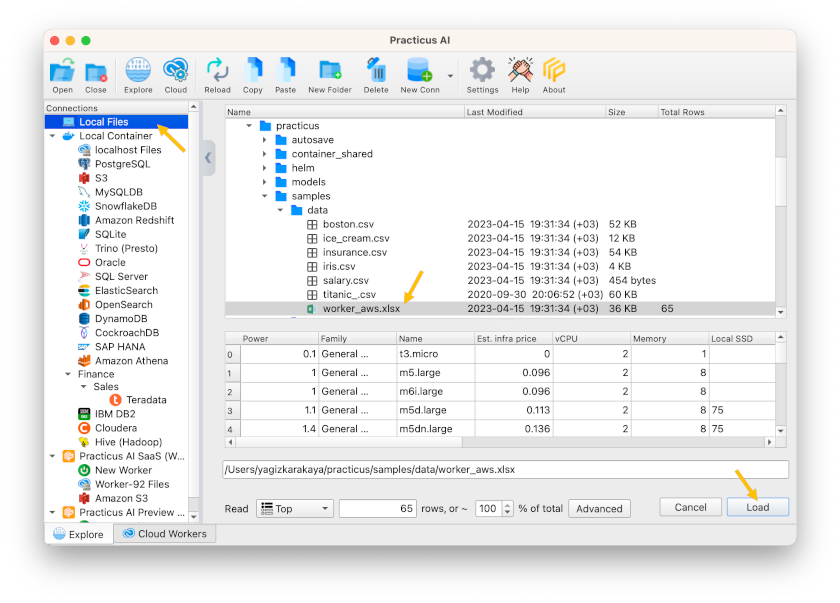 Practicus AI
Open Close Explore Cloud Reload Copy Paste New Folder Delete New Conn Settings Help About
Connections
Local Files
Local Container
localhost Files
PostgreSQL
S3
MySQLDB
SnowflakeDB
Amazon Redshift
SQLite
Trino (Presto)
Oracle
SQL Server
ElasticSearch
OpenSearch
DynamoDB
CockroachDB
SAP HANA
Amazon Athena
Finance
Sales
Teradata
IBM DB2
Cloudera
Hive (Hadoop)
Practicus AI SaaS (W...
New Worker
Worker-92 Files
Amazon S3
Practicus AI Preview ...
Name Last Modified Size Total Rows
practicus
autosave
container_shared
helm
models
samples
data
boston.csv 2023-04-15 19:31:34 (+03) 52 KB
ice_cream.csv 2023-04-15 19:31:34 (+03) 12 KB
insurance.csv 2023-04-15 19:31:34 (+03) 54 KB
iris.csv 2023-04-15 19:31:34 (+03) 4 KB
salary.csv 2023-04-15 19:31:34 (+03) 454 bytes
titanic_.csv 2020-09-30 20:06:52 (+03) 60 KB
worker_aws.xlsx 2023-04-15 19:31:34 (+03) 36 KB 65
Power Family Name Est. infra price vCPU Memory Local SSD
0 0.1 General ... t3.micro 0 2 1
1 1 General ... m5.large 0.096 2 8
2 1 General ... m6i.large 0.096 2 8
3 1.1 General ... m5d.large 0.113 2 8 75
4 1.4 General ... m5dn.large 0.136 2 8 75
/Users/yagizkarakaya/practicus/samples/data/worker_aws.xlsx
Read Top 65 rows, or ~ 100 % of total Advanced Cancel Load
Explore Cloud Workers